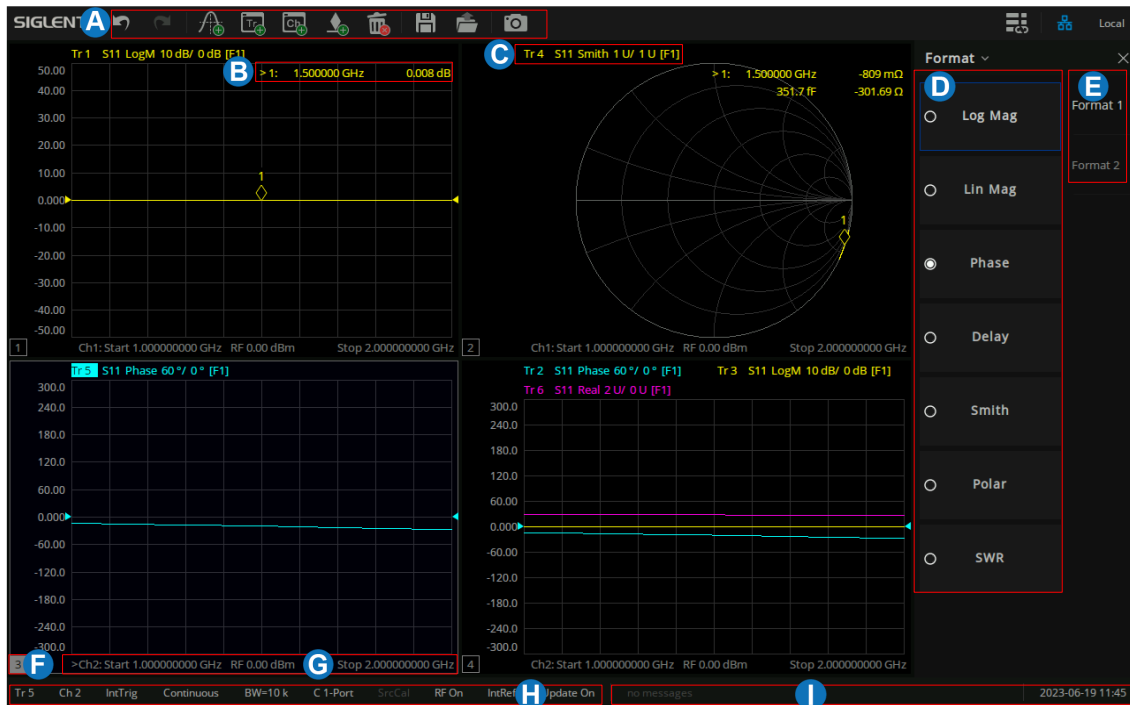 SIGLENT A Tr Ch Local
Tr 1 S11 LogM 10 dB/ 0 dB [F1]
B > 1: 1.500000 GHz 0.008 dB
50.00
40.00
30.00
20.00
10.00
1
0.000
-10.00
-20.00
-30.00
-40.00
-50.00
1 Ch1: Start 1.000000000 GHz RF 0.00 dBm Stop 2.000000000 GHz
C Tr 4 S11 Smith 1 U/ 1 U [F1]
> 1: 1.500000 GHz -809 mΩ
351.7 fF -301.69 Ω
1
2 Ch1: Start 1.000000000 GHz RF 0.00 dBm Stop 2.000000000 GHz
Tr 5 S11 Phase 60 °/ 0 ° [F1]
300.0
240.0
180.0
120.0
60.00
0.000
-60.00
-120.0
-180.0
-240.0
-300.0
3 F >Ch2: Start 1.000000000 GHz RF 0.00 dBm G Stop 2.000000000 GHz
Tr 2 S11 Phase 60 °/ 0 ° [F1] Tr 3 S11 LogM 10 dB/ 0 dB [F1]
Tr 6 S11 Real 2 U/ 0 U [F1]
300.0
240.0
180.0
120.0
60.00
0.000
-60.00
-120.0
-180.0
-240.0
-300.0
4 Ch2: Start 1.000000000 GHz RF 0.00 dBm Stop 2.000000000 GHz
Format
D
Log Mag
Lin Mag
Phase
Delay
Smith
Polar
SWR
E
Format 1
Format 2
Tr 5 Ch 2 IntTrig Continuous BW=10 k C 1-Port SrcCal RF On IntRef H Update On no messages I 2023-06-19 11:45